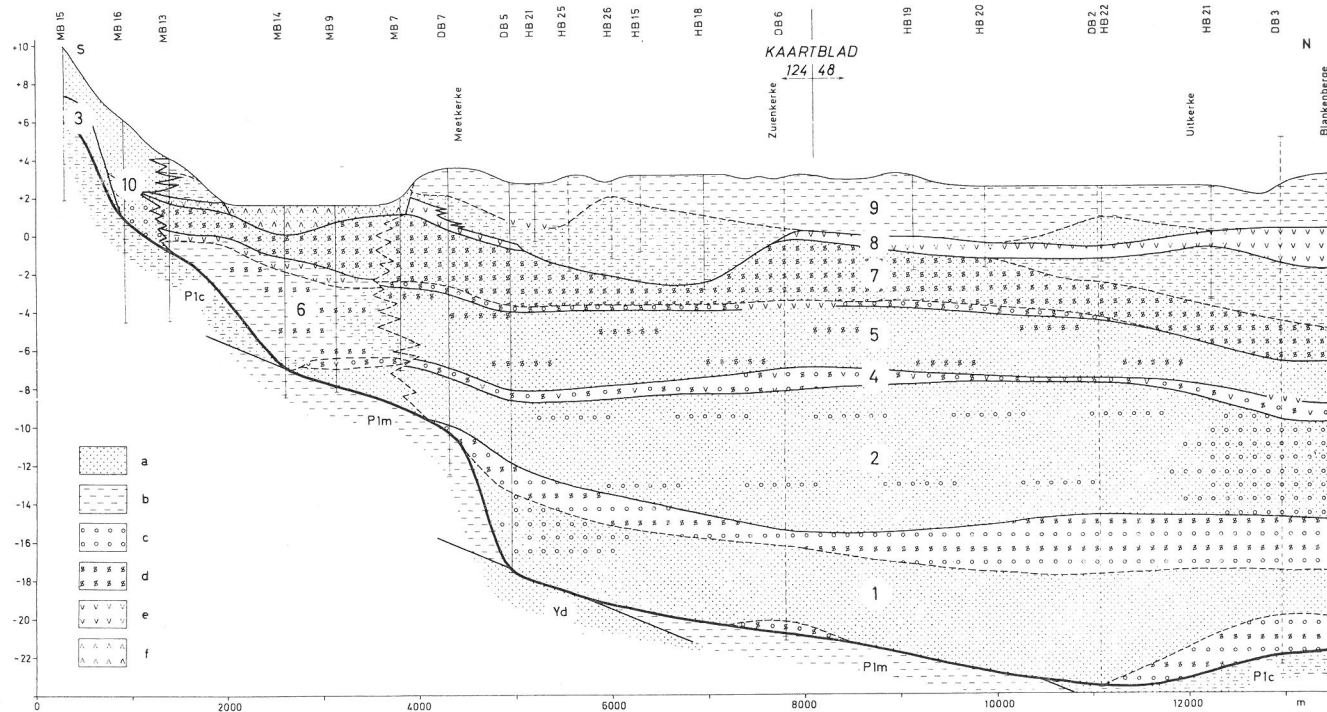 MB 15
MB 16
MB 13
MB 14
MB 9
MB 7
DB 7
DB 5
HB 21
HB 25
HB 26
HB 15
HB 18
DB 6
HB 19
HB 20
DB 2
HB 22
HB 21
DB 3
S
KAARTBLAD
124 48
N
Meetkerke
Zuienkerke
Uitkerke
Blankenberge
+10
+8
+6
+4
+2
0
-2
-4
-6
-8
-10
-12
-14
-16
-18
-20
-22
3
10
6
9
8
7
5
4
2
1
P1c
P1m
Yd
P1m
P1c
a
b
c
d
e
f
0 2000 4000 6000 8000 10000 12000 m